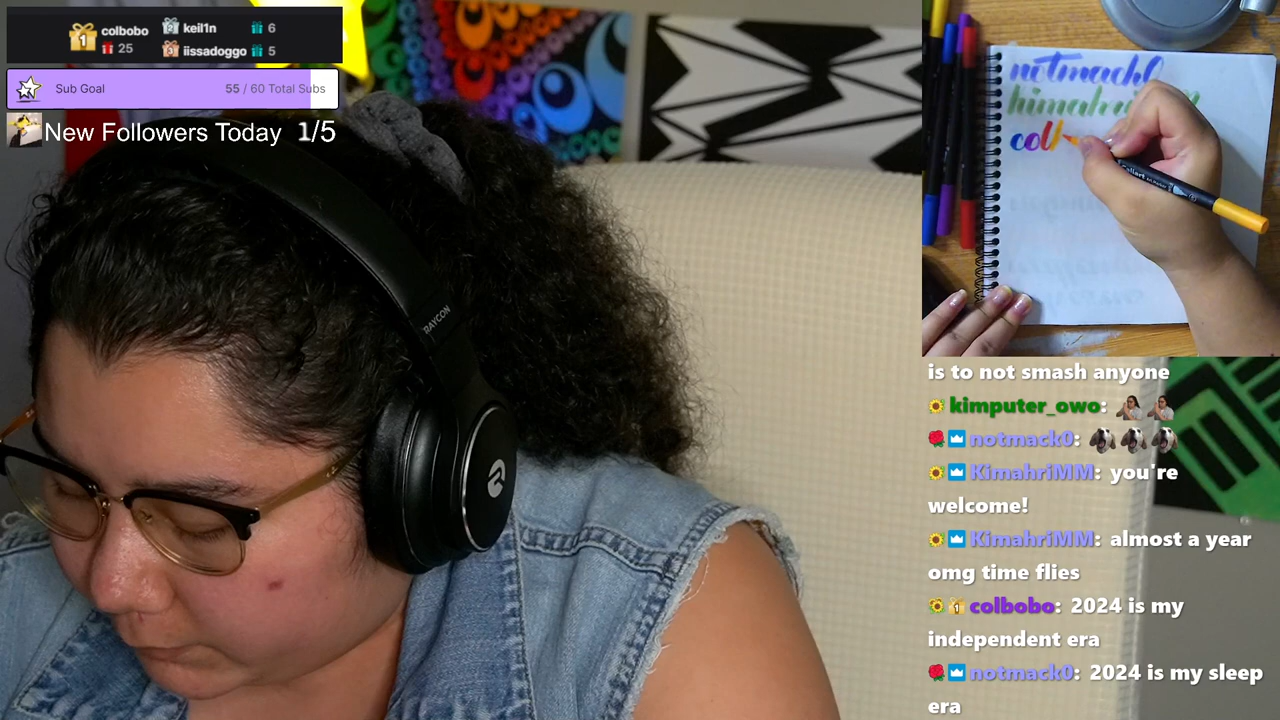 colbobo
25
keil1n
6
iissadoggo
5
Sub Goal
55 / 60 Total Subs
New Followers Today 1/5
RAYCON
notmack0
col
is to not smash anyone
kimputer_owo:
notmack0:
KimahriMM: you're
welcome!
KimahriMM: almost a year
omg time flies
colbobo: 2024 is my
independent era
notmack0: 2024 is my sleep
era